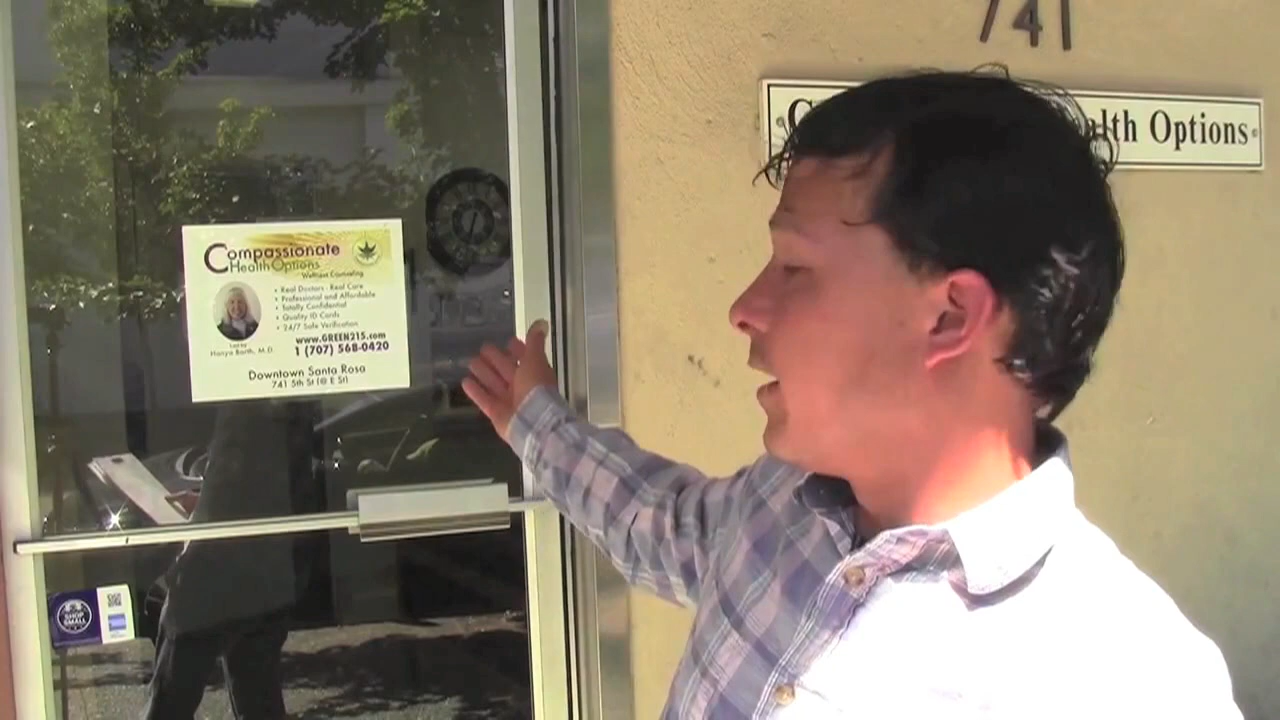 741
alth Options
Compassionate
Health Options
Wellness Counseling
• Real Doctors - Real Care
• Professional and Affordable
• Totally Confidential
• Quality ID Cards
• 24/7 Safe Verification
www.GREEN215.com
1 (707) 568-0420
Hanya Barth, M.D.
Downtown Santa Rosa
741 5th St (@ E St)
SHOP
SMALL